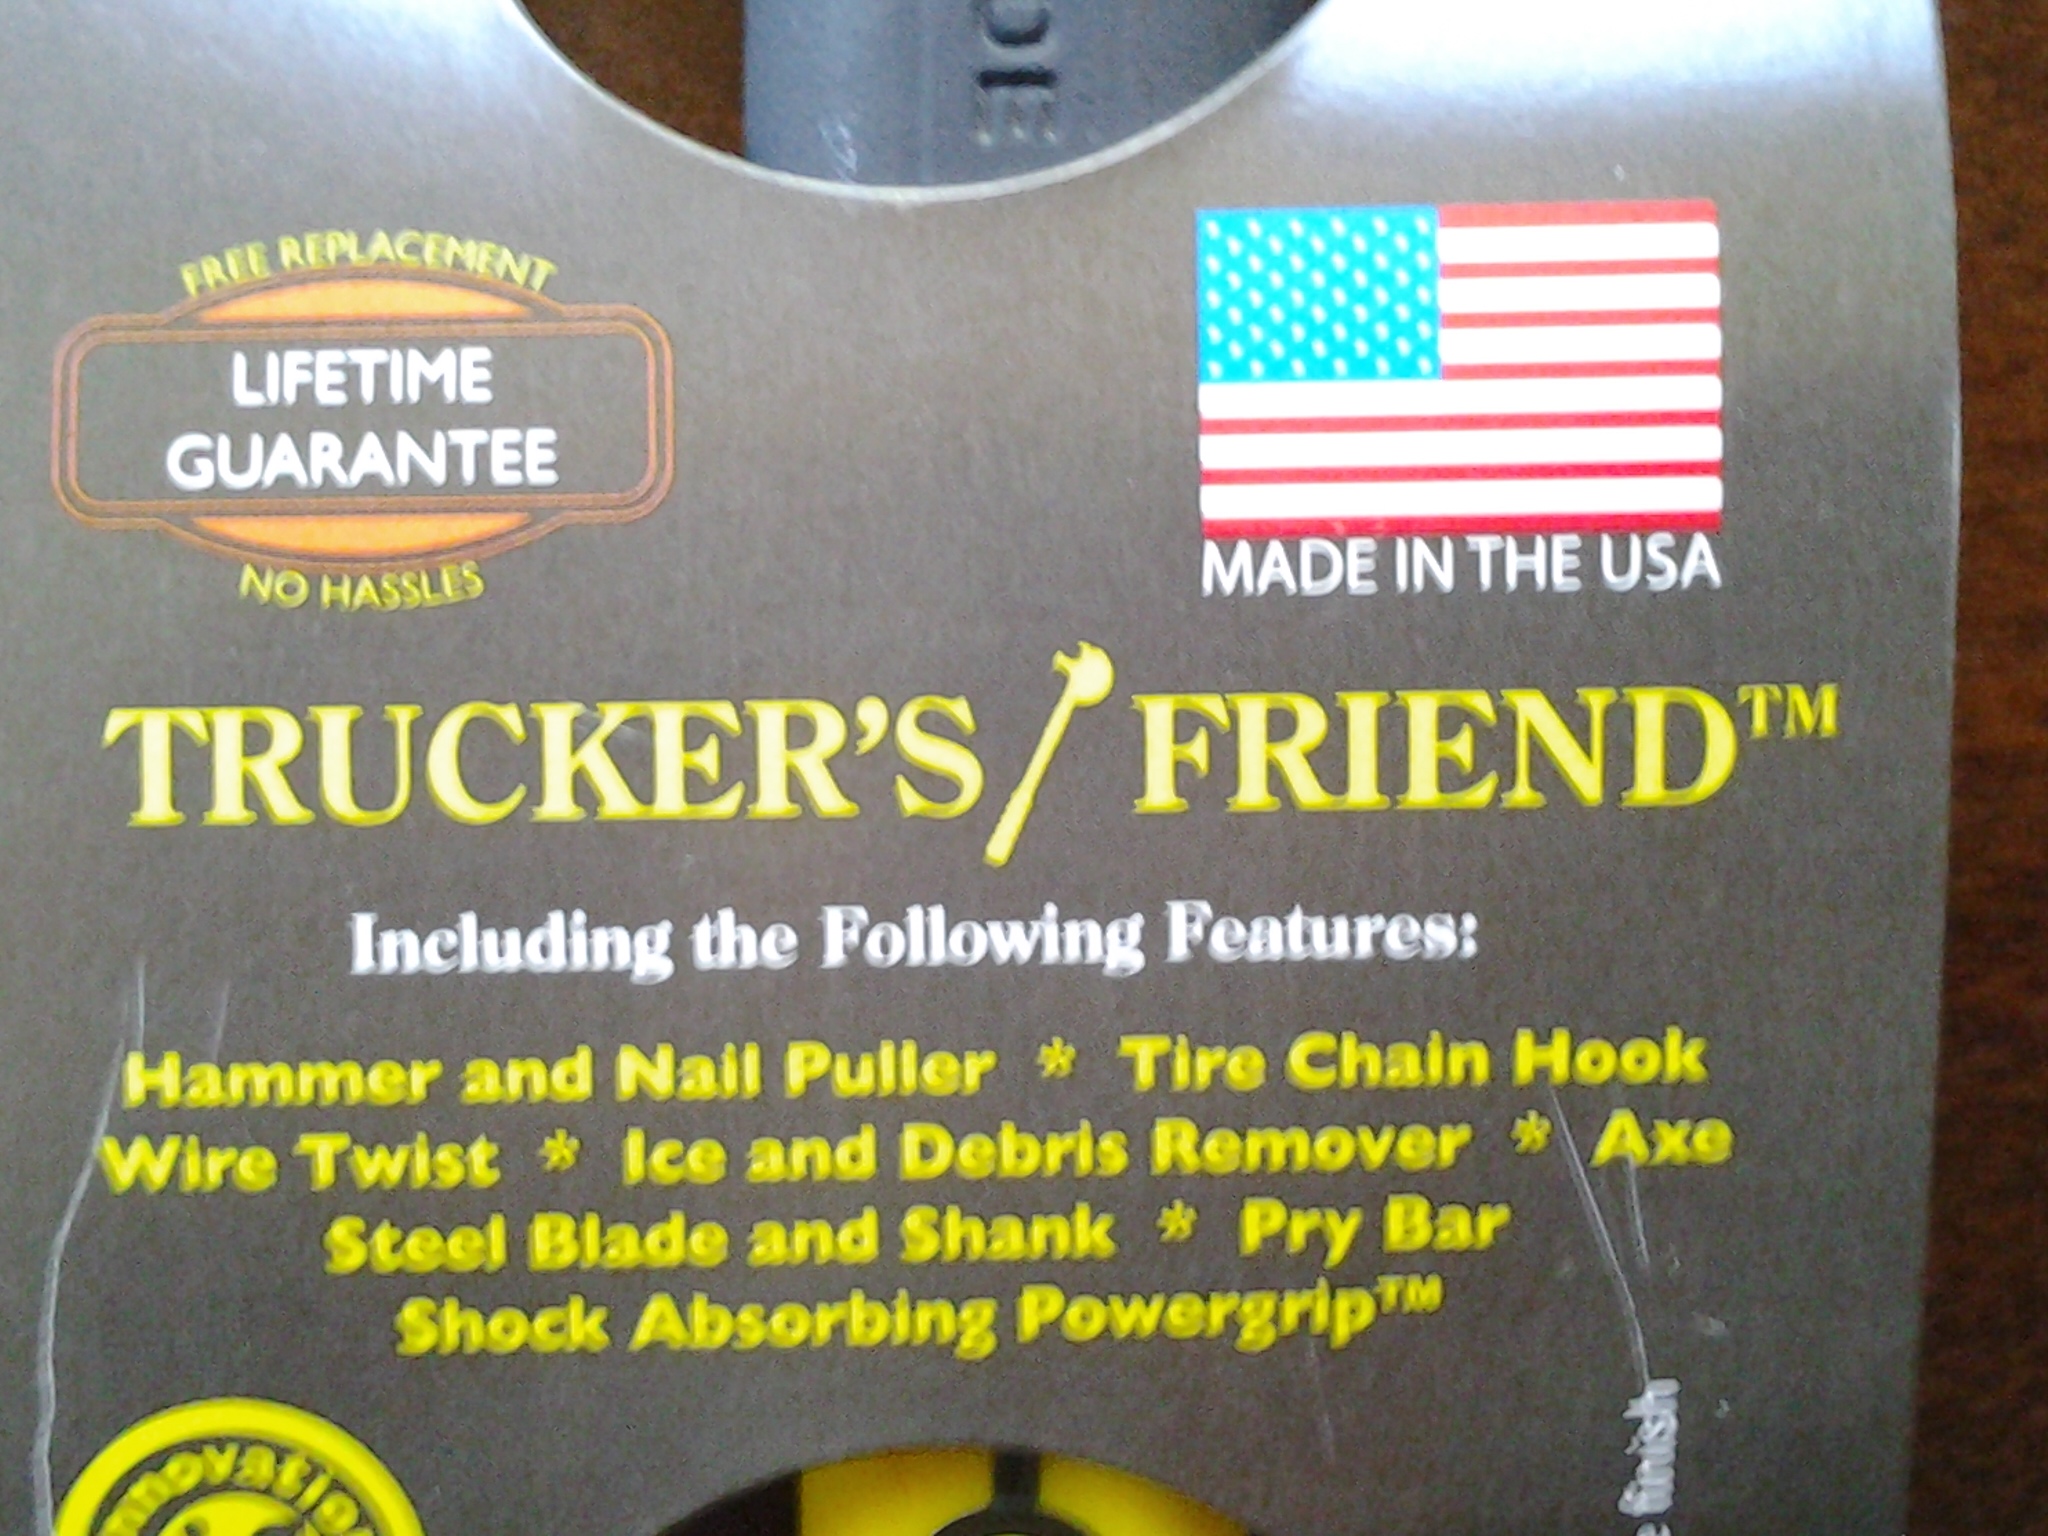 FREE REPLACEMENT
LIFETIME
GUARANTEE
NO HASSLES
MADE IN THE USA
TRUCKER'S FRIEND™
Including the Following Features:
Hammer and Nail Puller * Tire Chain Hook
Wire Twist * Ice and Debris Remover * Axe
Steel Blade and Shank * Pry Bar
Shock Absorbing Powergrip™
finish